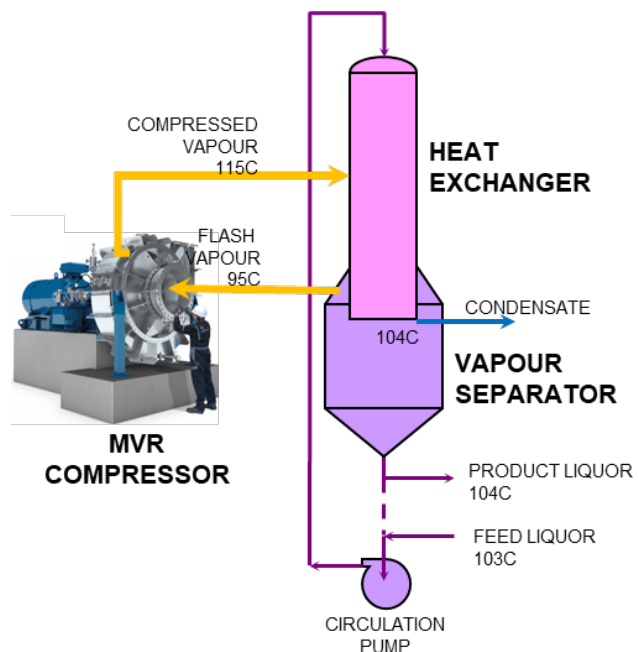 COMPRESSED
VAPOUR
115C
HEAT
EXCHANGER
FLASH
VAPOUR
95C
CONDENSATE
104C
VAPOUR
SEPARATOR
MVR
COMPRESSOR
PRODUCT LIQUOR
104C
FEED LIQUOR
103C
CIRCULATION
PUMP